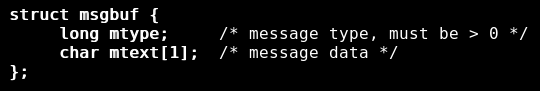 struct msgbuf {
     long mtype;     /* message type, must be > 0 */
     char mtext[1];  /* message data */
};